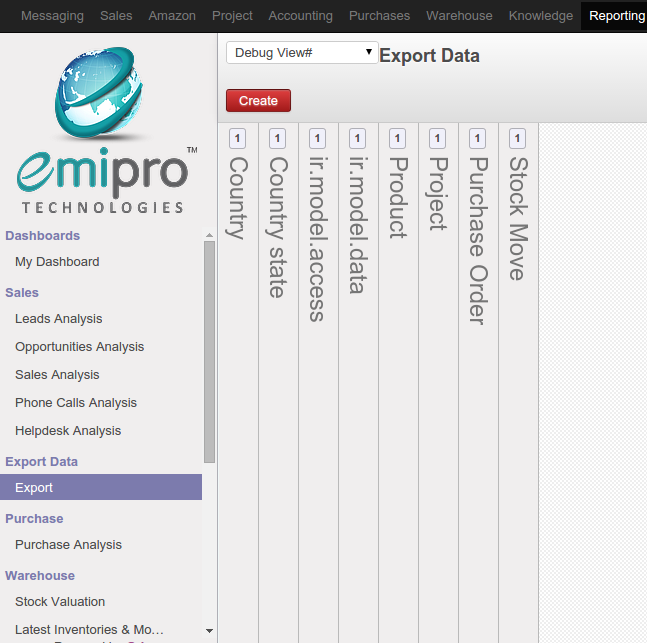 Messaging Sales Amazon Project Accounting Purchases Warehouse Knowledge Reporting
emipro ™
TECHNOLOGIES
Dashboards
My Dashboard
Sales
Leads Analysis
Opportunities Analysis
Sales Analysis
Phone Calls Analysis
Helpdesk Analysis
Export Data
Export
Purchase
Purchase Analysis
Warehouse
Stock Valuation
Latest Inventories & Mo…
Debug View#
Export Data
Create
1 Country
1 Country state
1 ir.model.access
1 ir.model.data
1 Product
1 Project
1 Purchase Order
1 Stock Move